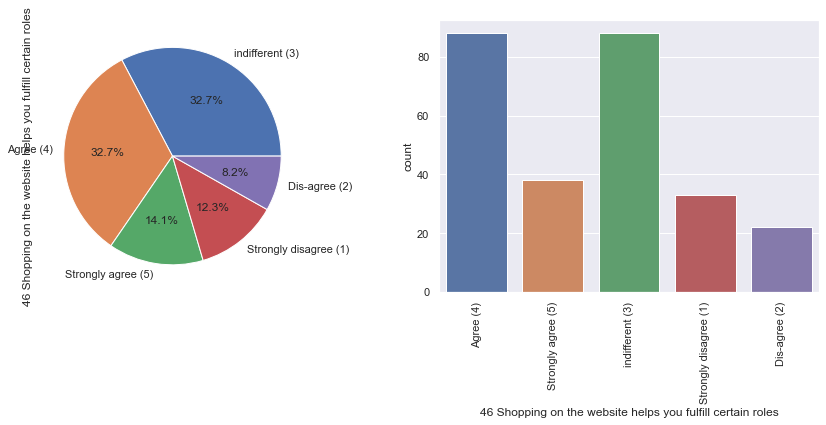 46 Shopping on the website helps you fulfill certain roles
indifferent (3)
32.7%
Agree (4)
32.7%
8.2%
Dis-agree (2)
12.3%
14.1%
Strongly disagree (1)
Strongly agree (5)
count
80
60
40
20
0
Agree (4)
Strongly agree (5)
indifferent (3)
Strongly disagree (1)
Dis-agree (2)
46 Shopping on the website helps you fulfill certain roles